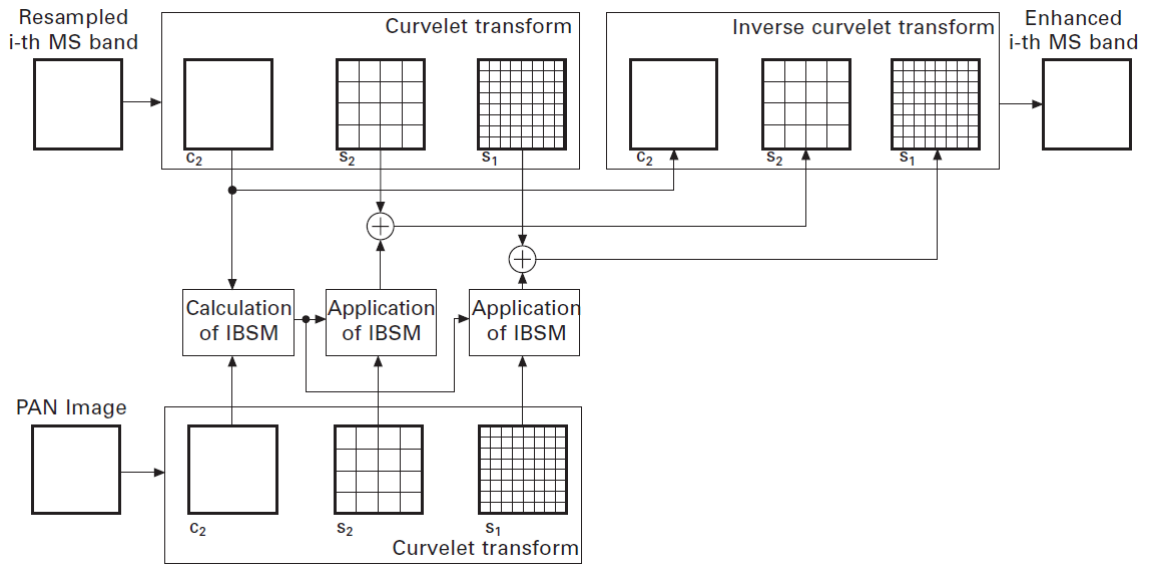 Resampled
i-th MS band
Curvelet transform
Inverse curvelet transform
Enhanced
i-th MS band
c2
s2
s1
c2
s2
s1
Calculation
of IBSM
Application
of IBSM
Application
of IBSM
PAN Image
c2
s2
s1
Curvelet transform